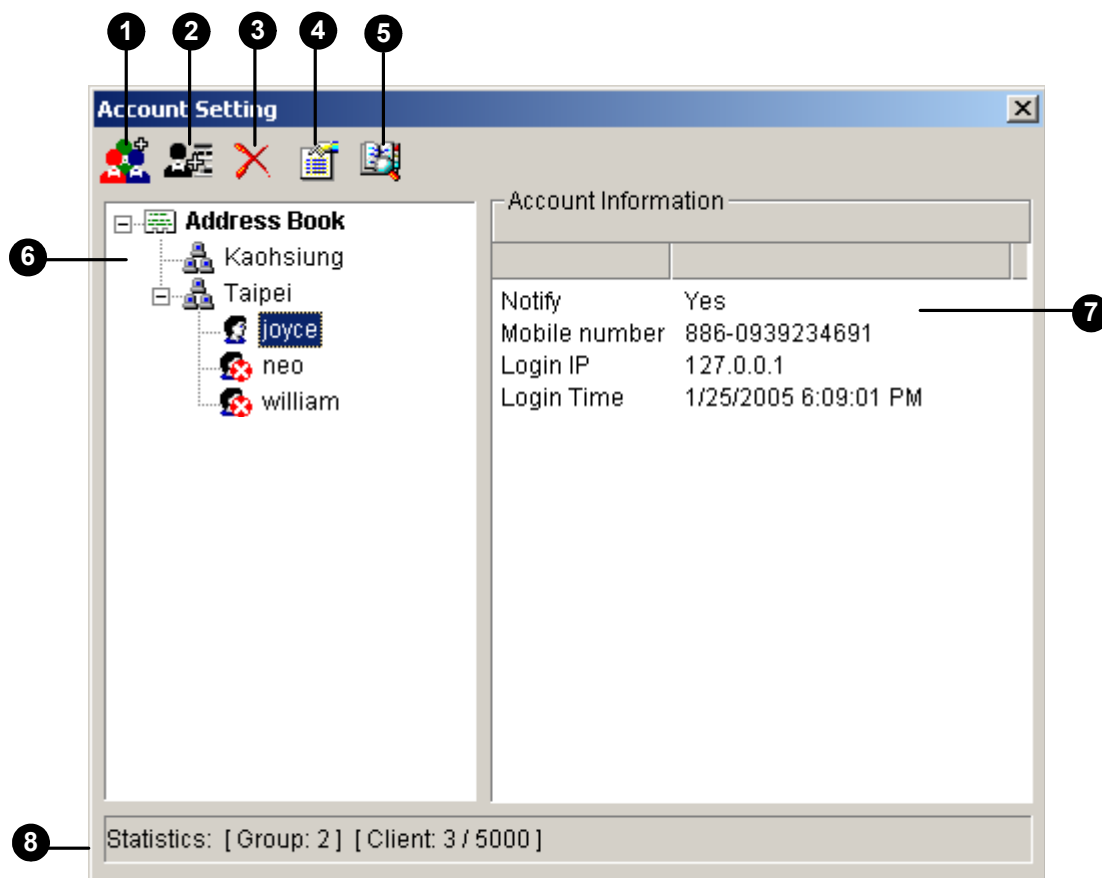 1 2 3 4 5
Account Setting
Address Book
Kaohsiung
Taipei
joyce
neo
william
6
Account Information
Notify Yes
Mobile number 886-0939234691
Login IP 127.0.0.1
Login Time 1/25/2005 6:09:01 PM
7
8
Statistics: [ Group: 2 ] [ Client: 3 / 5000 ]